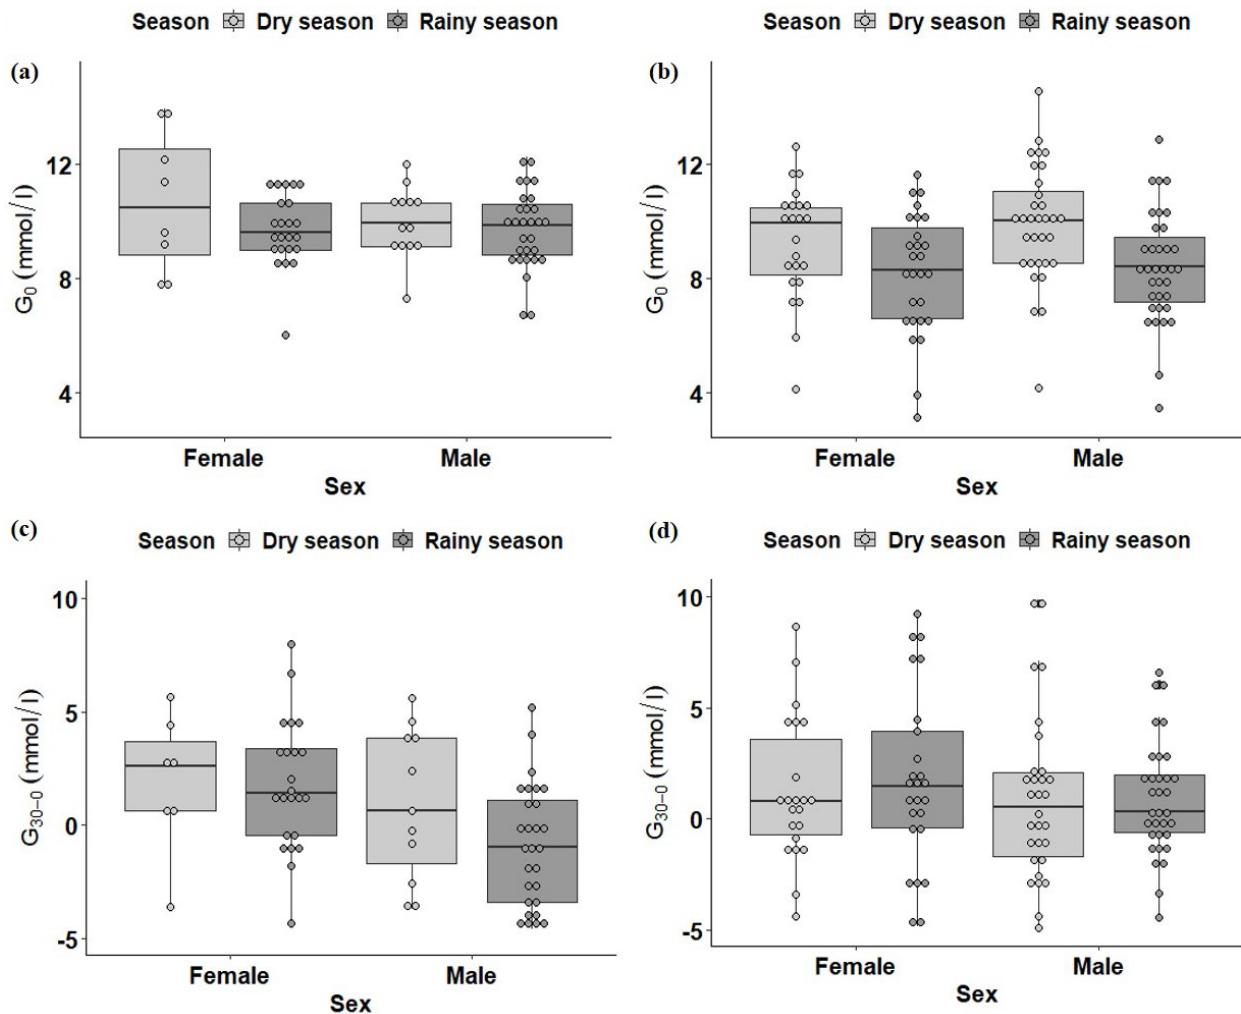 Season Dry season Rainy season
(a)
12
8
4
G0 (mmol/l)
Female Male
Sex
Season Dry season Rainy season
(b)
12
8
4
G0 (mmol/l)
Female Male
Sex
(c)
Season Dry season Rainy season
10
5
0
-5
G30−0 (mmol/l)
Female Male
Sex
(d)
Season Dry season Rainy season
10
5
0
-5
G30−0 (mmol/l)
Female Male
Sex